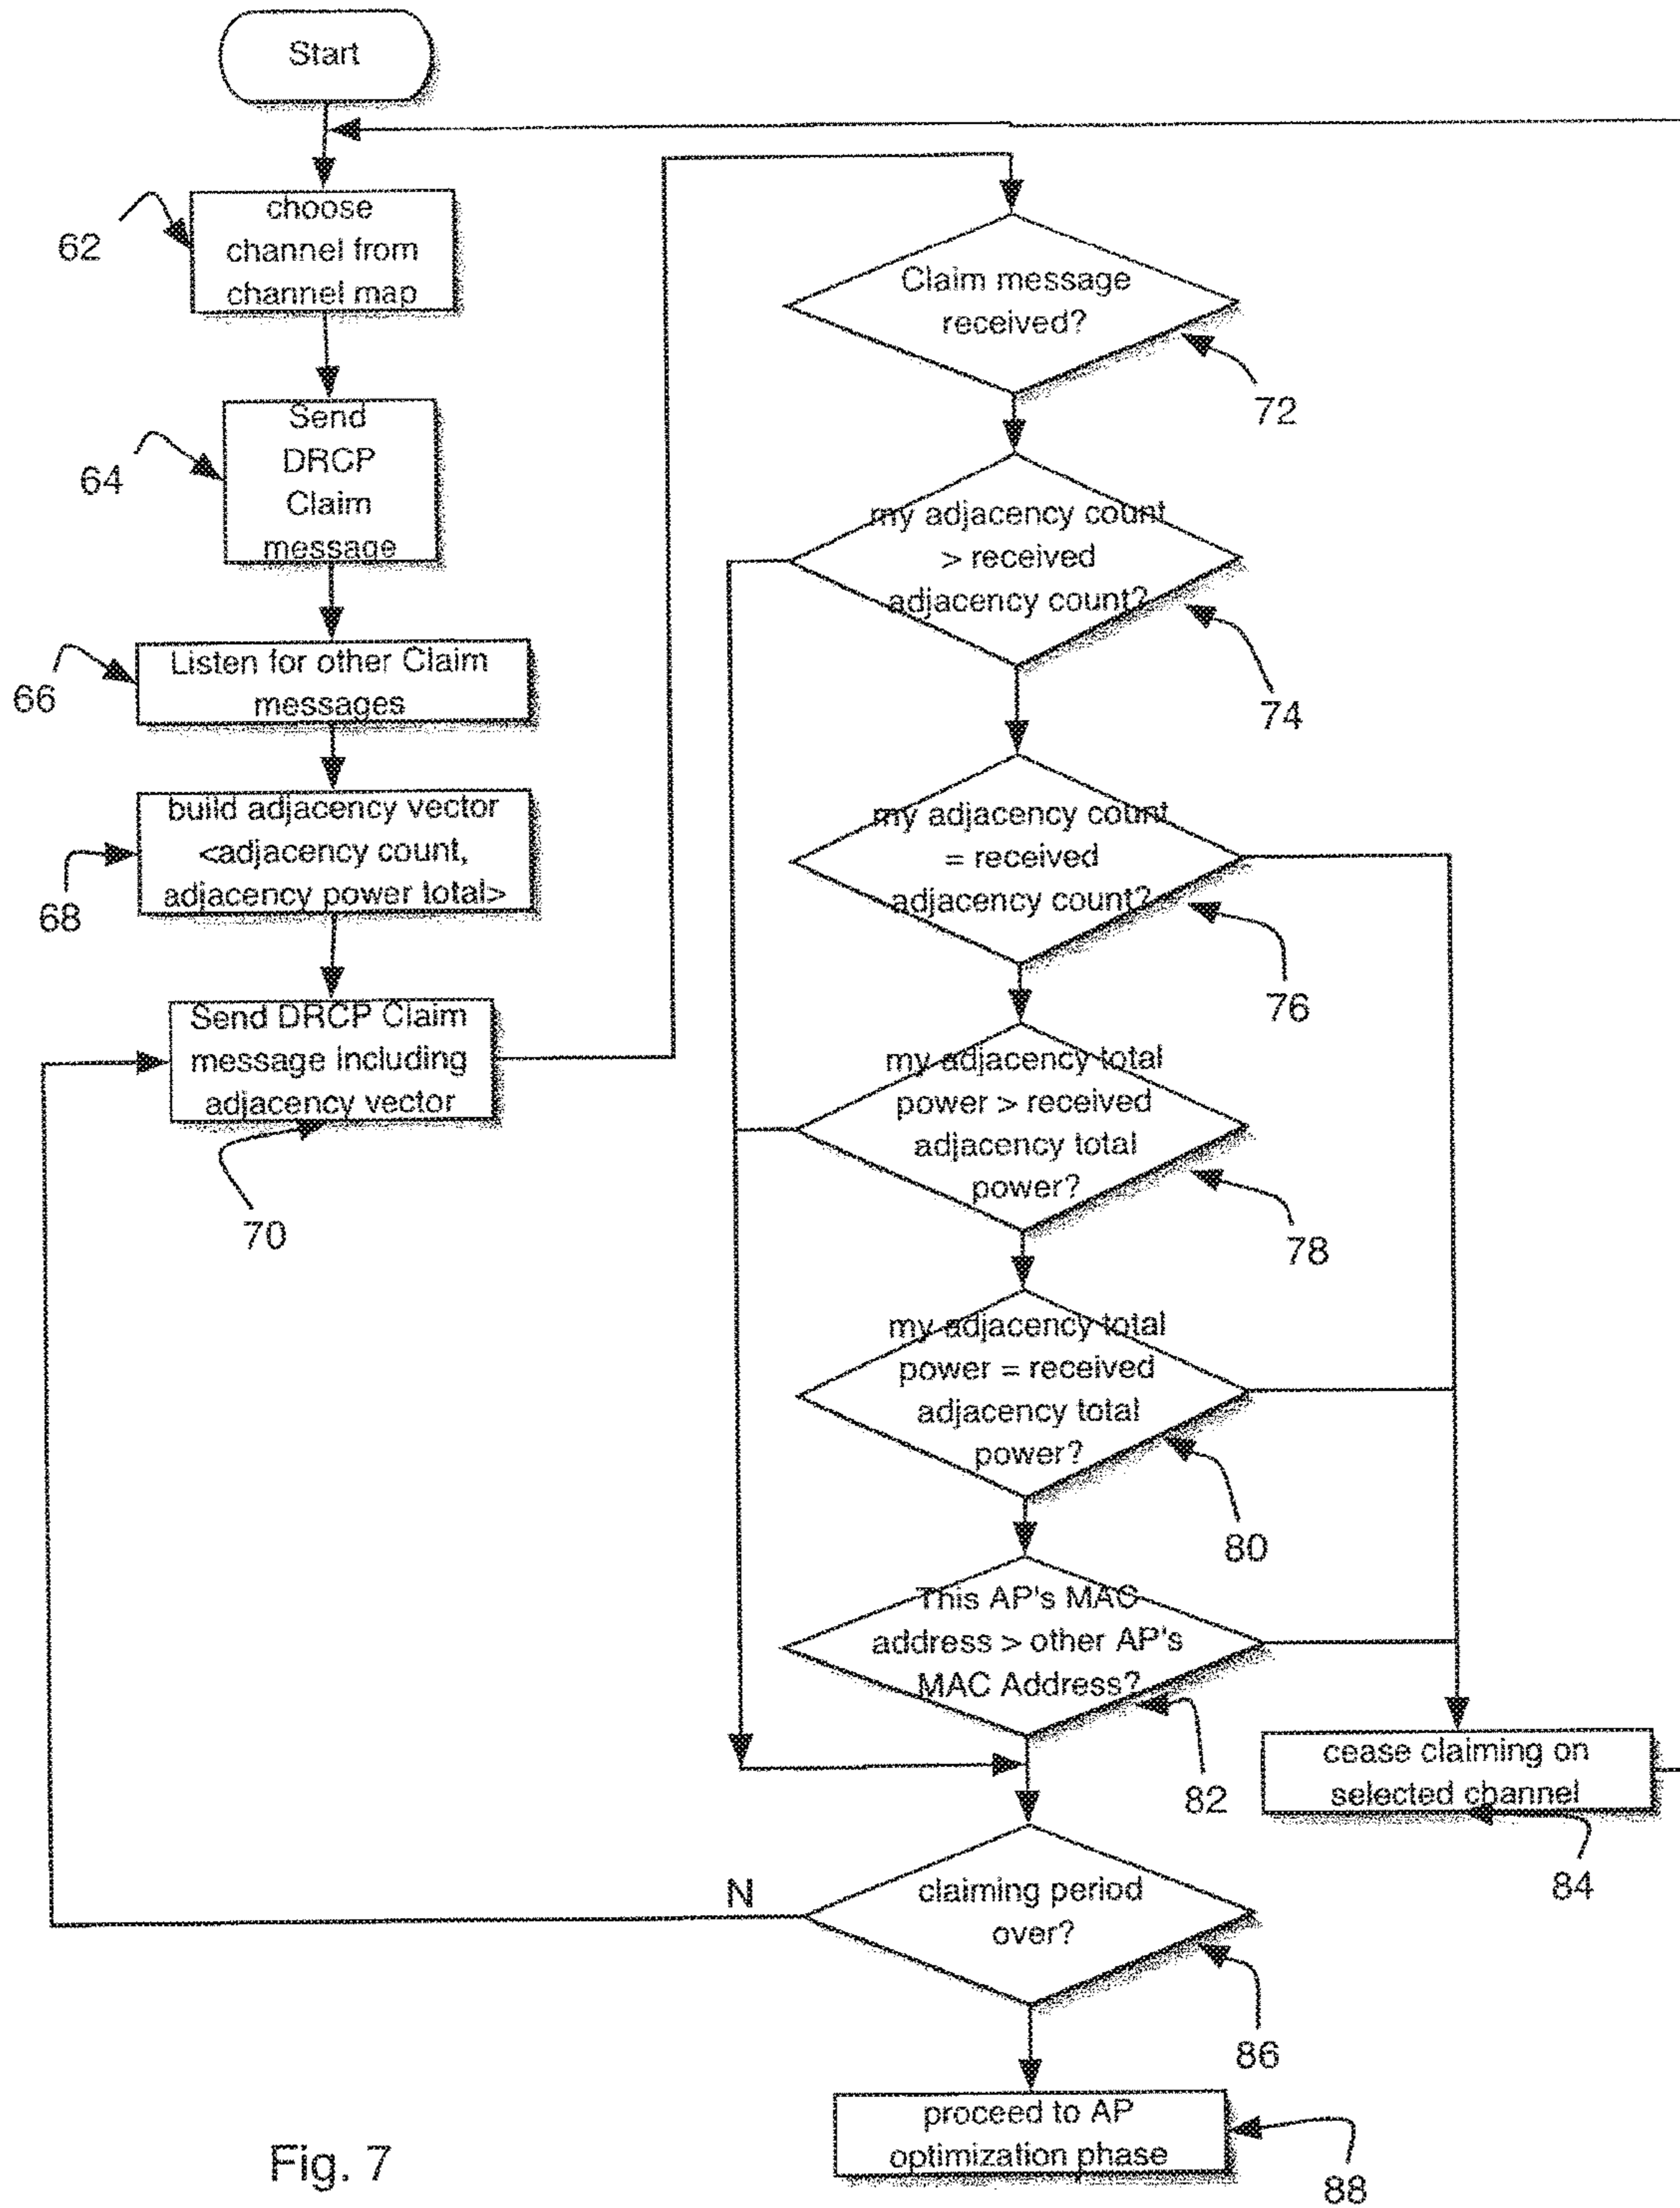 Start
62
choose
channel from
channel map
64
Send
DRCP
Claim
message
66
Listen for other Claim
messages
68
build adjacency vector
<adjacency count,
adjacency power total>
Send DRCP Claim
message including
adjacency vector
70
Claim message
received?
72
my adjacency count
> received
adjacency count?
74
my adjacency count
= received
adjacency count?
76
my adjacency total
power > received
adjacency total
power?
78
my adjacency total
power = received
adjacency total
power?
80
This AP's MAC
address > other AP's
MAC Address?
82
cease claiming on
selected channel
84
N
claiming period
over?
86
proceed to AP
optimization phase
88
Fig. 7